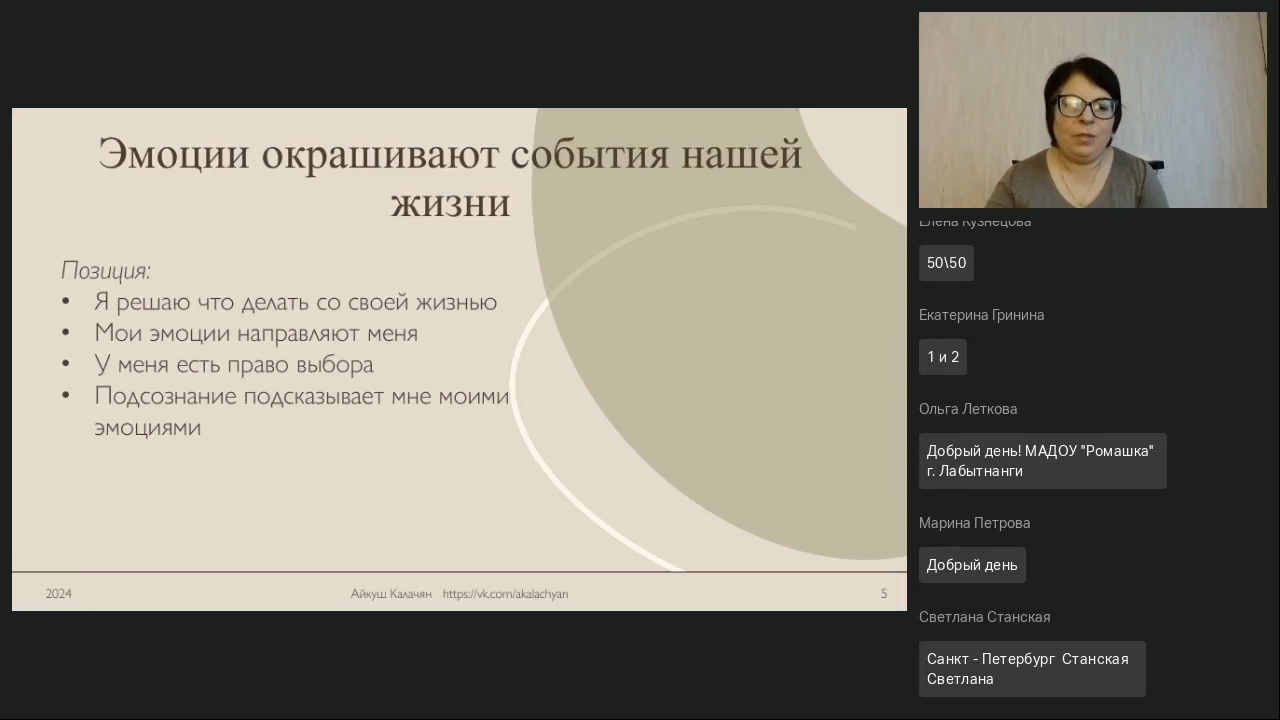 Эмоции окрашивают события нашей
жизни
Позиция:
• Я решаю что делать со своей жизнью
• Мои эмоции направляют меня
• У меня есть право выбора
• Подсознание подсказывает мне моими
эмоциями
2024
Айкуш Калачян https://vk.com/akalachyan
5
Елена Кузнецова
50\50
Екатерина Гринина
1 и 2
Ольга Леткова
Добрый день! МАДОУ "Ромашка"
г. Лабытнанги
Марина Петрова
Добрый день
Светлана Станская
Санкт - Петербург Станская
Светлана